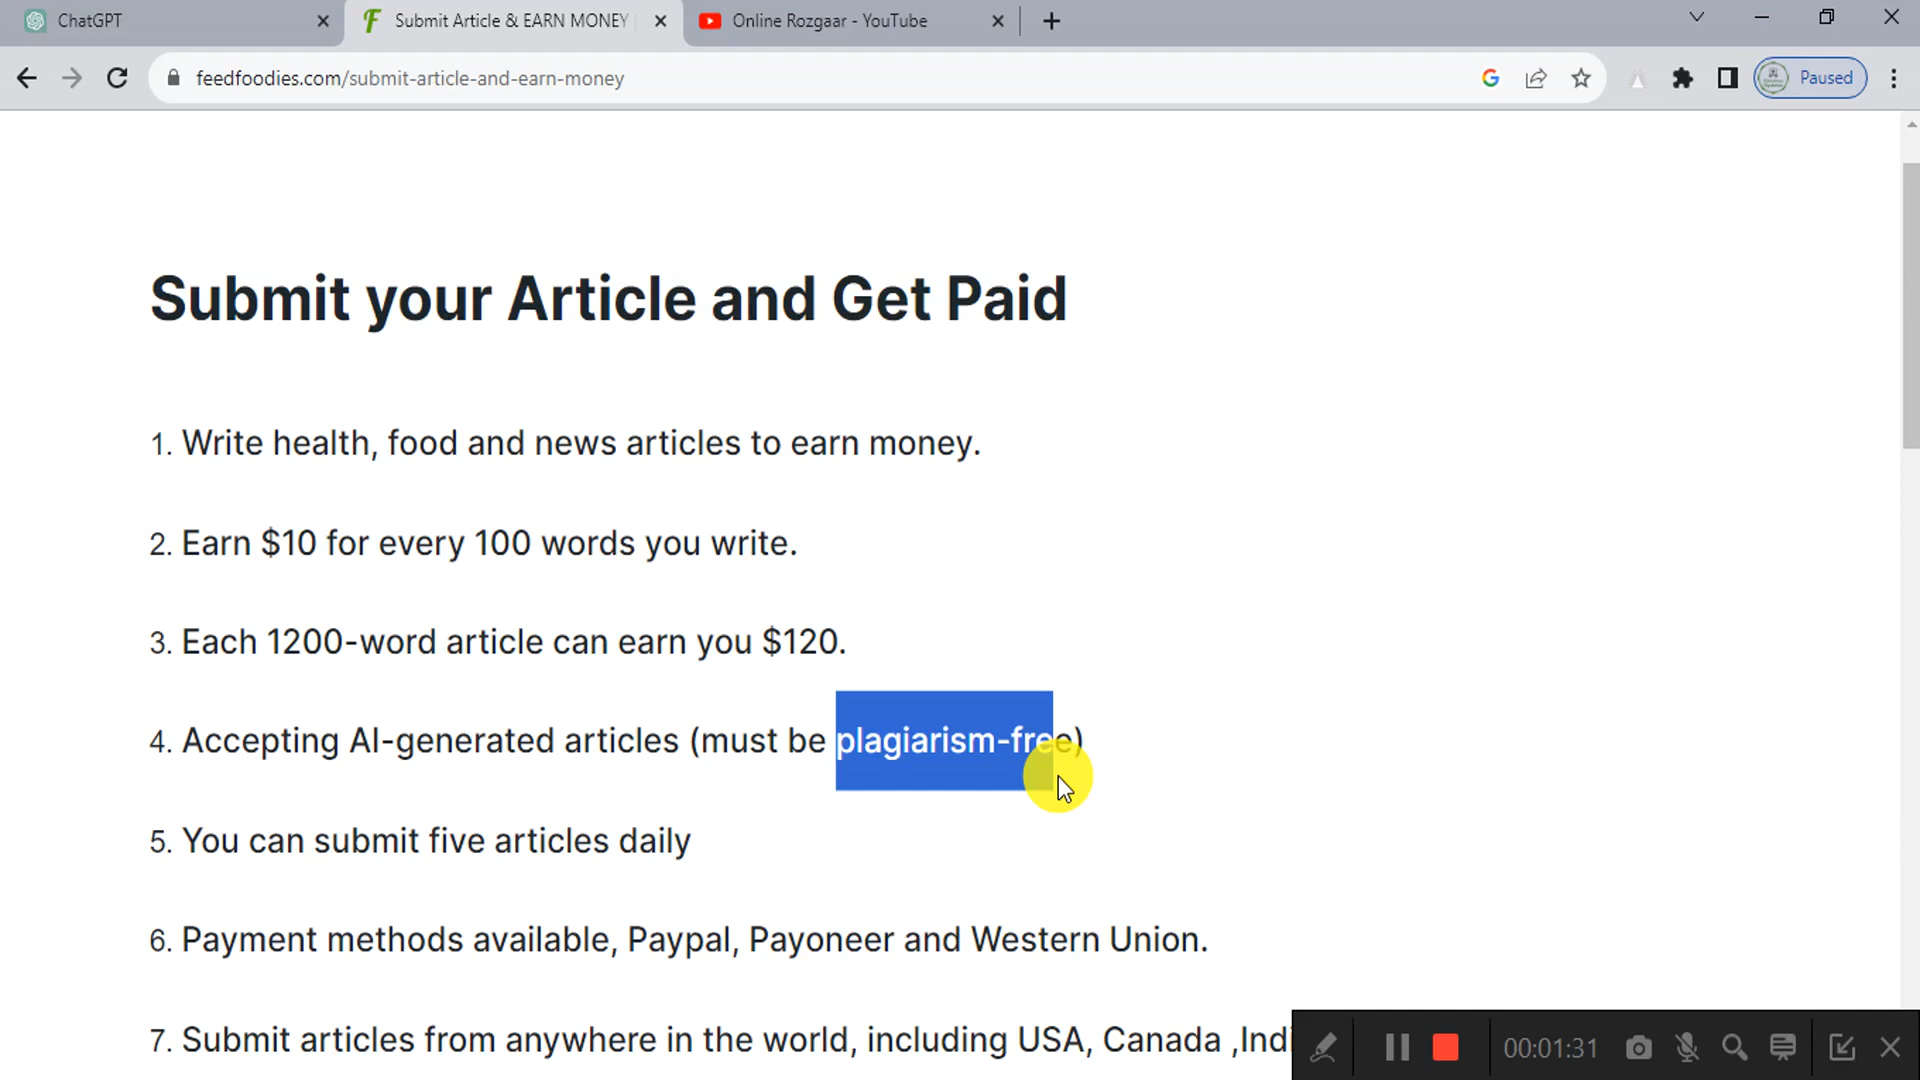 ChatGPT
Submit Article & EARN MONEY
Online Rozgaar - YouTube
feedfoodies.com/submit-article-and-earn-money
Paused
Submit your Article and Get Paid
1. Write health, food and news articles to earn money.
2. Earn $10 for every 100 words you write.
3. Each 1200-word article can earn you $120.
4. Accepting AI-generated articles (must be plagiarism-free)
5. You can submit five articles daily
6. Payment methods available, Paypal, Payoneer and Western Union.
7. Submit articles from anywhere in the world, including USA, Canada ,Indi
00:01:31